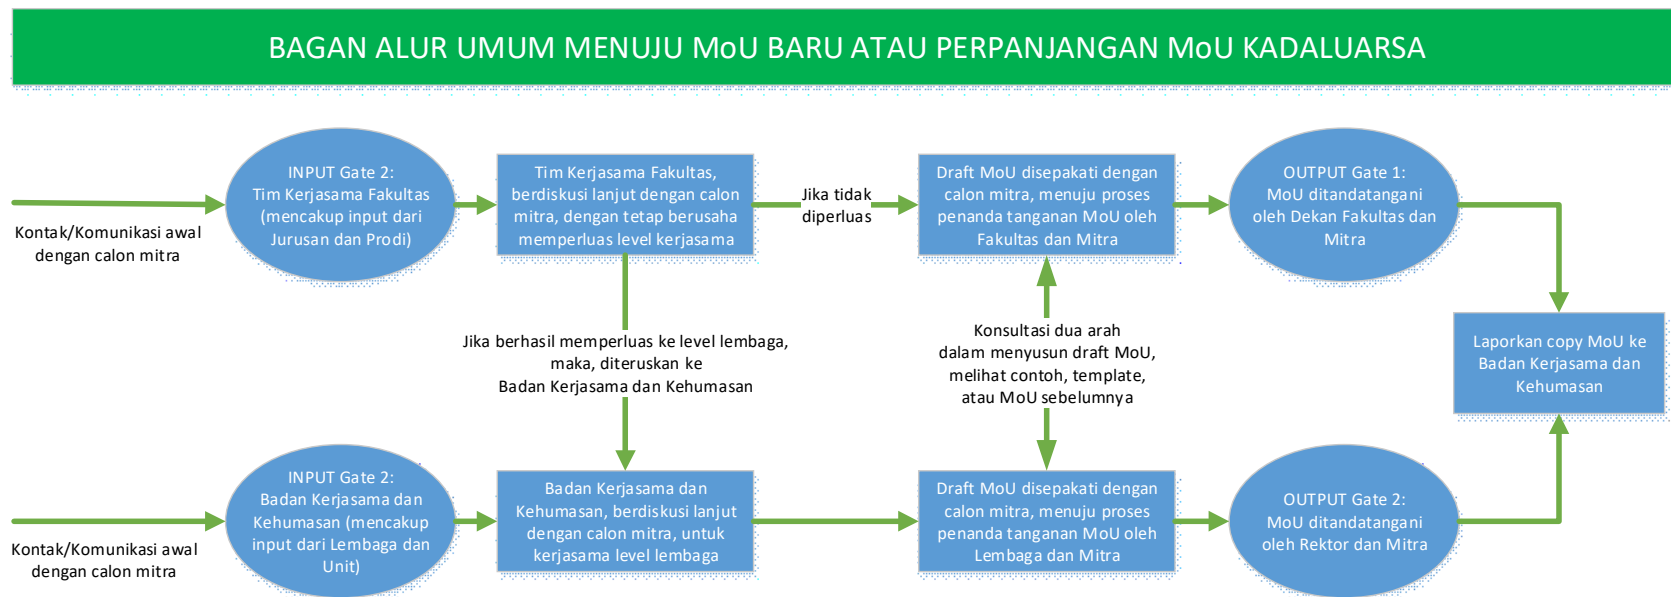 BAGAN ALUR UMUM MENUJU MoU BARU ATAU PERPANJANGAN MoU KADALUARSA
Kontak/Komunikasi awal
dengan calon mitra
INPUT Gate 2:
Tim Kerjasama Fakultas
(mencakup input dari
Jurusan dan Prodi)
Tim Kerjasama Fakultas,
berdiskusi lanjut dengan calon
mitra, dengan tetap berusaha
memperluas level kerjasama
Jika tidak
diperluas
Draft MoU disepakati dengan
calon mitra, menuju proses
penanda tanganan MoU oleh
Fakultas dan Mitra
OUTPUT Gate 1:
MoU ditandatangani
oleh Dekan Fakultas dan
Mitra
Jika berhasil memperluas ke level lembaga,
maka, diteruskan ke
Badan Kerjasama dan Kehumasan
Konsultasi dua arah
dalam menyusun draft MoU,
melihat contoh, template,
atau MoU sebelumnya
Laporkan copy MoU ke
Badan Kerjasama dan
Kehumasan
Kontak/Komunikasi awal
dengan calon mitra
INPUT Gate 2:
Badan Kerjasama dan
Kehumasan (mencakup
input dari Lembaga dan
Unit)
Badan Kerjasama dan
Kehumasan, berdiskusi lanjut
dengan calon mitra, untuk
kerjasama level lembaga
Draft MoU disepakati dengan
calon mitra, menuju proses
penanda tanganan MoU oleh
Lembaga dan Mitra
OUTPUT Gate 2:
MoU ditandatangani
oleh Rektor dan Mitra